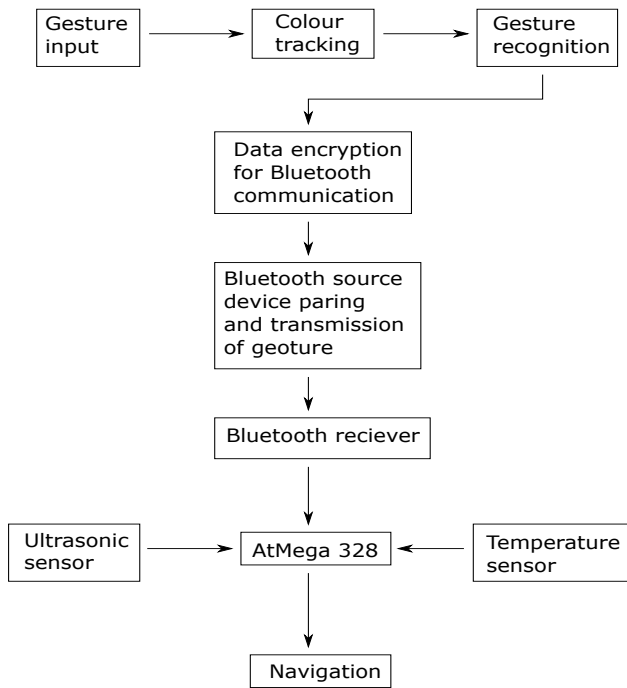 Gesture
input
Colour
tracking
Gesture
recognition
Data encryption
for Bluetooth
communication
Bluetooth source
device paring
and transmission
of geoture
Bluetooth reciever
Ultrasonic
sensor
AtMega 328
Temperature
sensor
Navigation